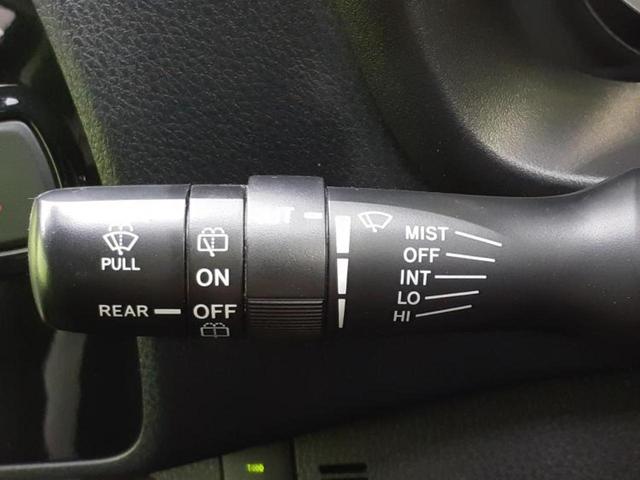 PULL
REAR
ON
OFF
MIST
OFF
INT
LO
HI